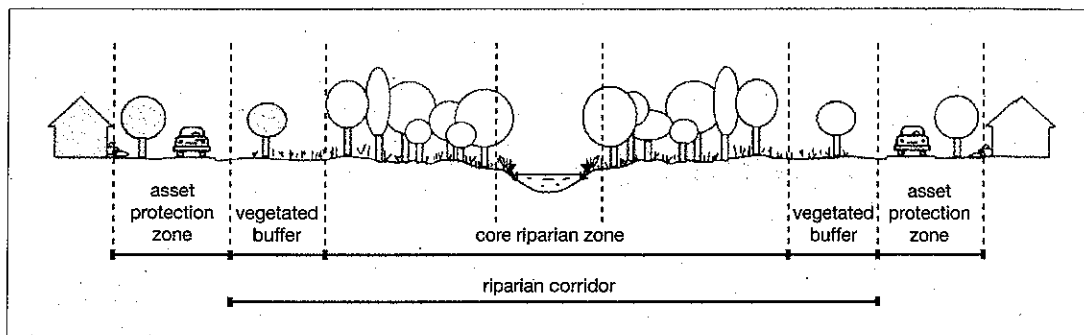 asset
protection
zone
vegetated
buffer
core riparian zone
vegetated
buffer
asset
protection
zone
riparian corridor